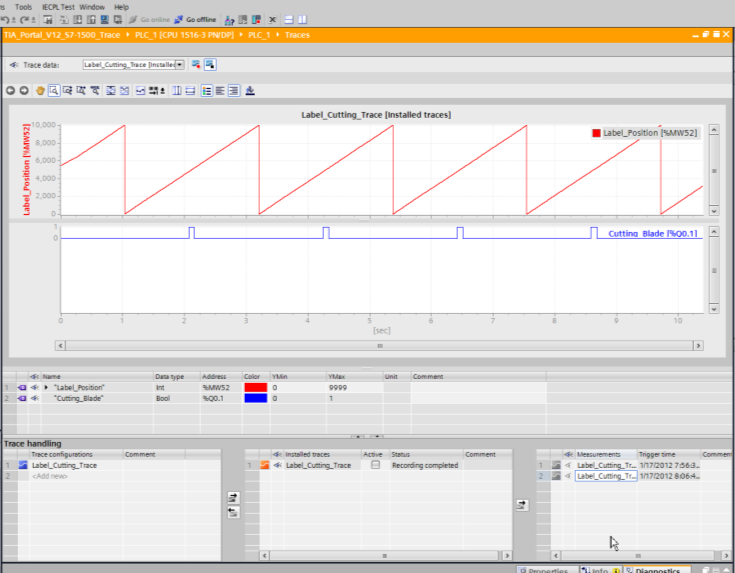 Tools IECPL Test Window Help
Go online Go offline
TIA_Portal_V12_S7-1500_Trace ▸ PLC_1 [CPU 1516-3 PN/DP] ▸ PLC_1 ▸ Traces
Trace data: Label_Cutting_Trace [Installe
Label_Cutting_Trace [Installed traces]
Label_Position [%MW52]
10,000
8,000
6,000
4,000
2,000
0
Label_Position [%MW52]
1
0
Cutting_Blade [%Q0.1]
0 1 2 3 4 5 6 7 8 9 10
[sec]
Name Data type Address Color YMin YMax Unit Comment
1 "Label_Position" Int %MW52 0 9999
2 "Cutting_Blade" Bool %Q0.1 0 1
Trace handling
Trace configurations Comment
1 Label_Cutting_Trace
2 <Add new>
Installed traces Active Status Comment
1 Label_Cutting_Trace Recording completed
Measurements Trigger time Commen
1 Label_Cutting_Tr... 1/17/2012 7:56:3...
2 Label_Cutting_Tr... 1/17/2012 8:06:4...
Properties Info Diagnostics